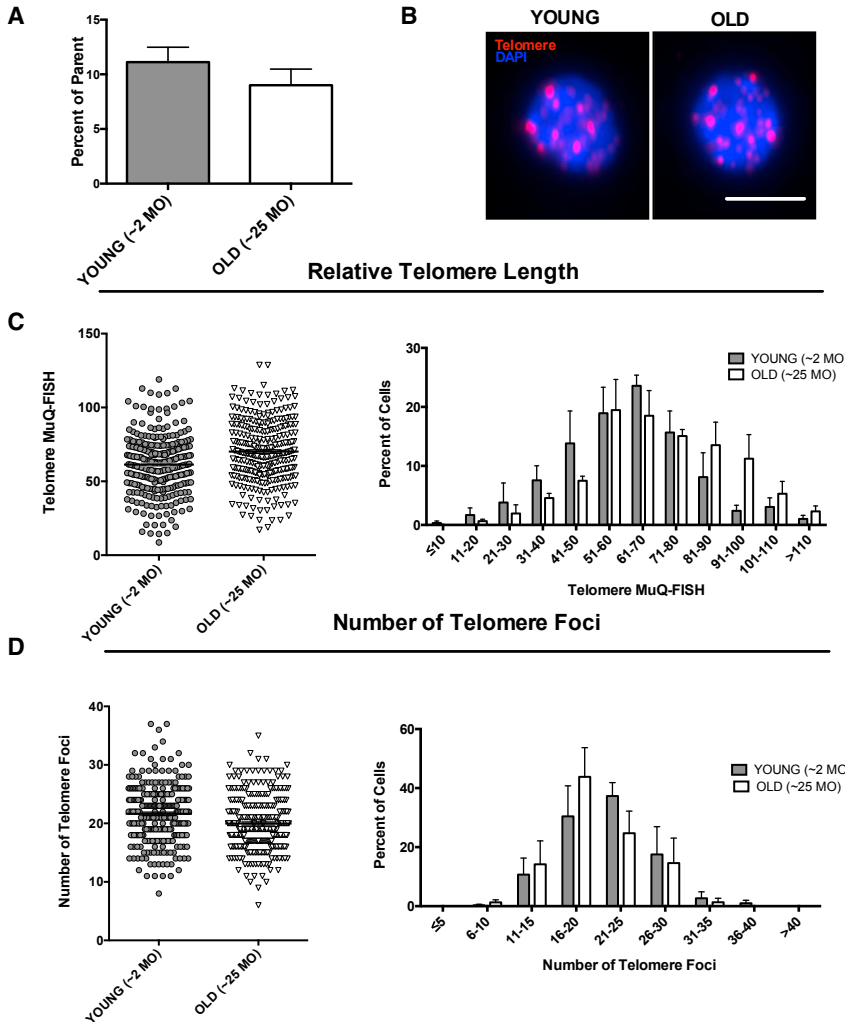 A
15
10
5
0
Percent of Parent
YOUNG (~2 MO)
OLD (~25 MO)
B
YOUNG
OLD
Telomere
DAPI
Relative Telomere Length
C
150
100
50
0
Telomere MuQ-FISH
YOUNG (~2 MO)
OLD (~25 MO)
30
20
10
0
Percent of Cells
YOUNG (~2 MO
OLD (~25 MO)
≤10
11-20
21-30
31-40
41-50
51-60
61-70
71-80
81-90
91-100
101-110
>110
Telomere MuQ-FISH
Number of Telomere Foci
D
40
30
20
10
0
Number of Telomere Foci
YOUNG (~2 MO)
OLD (~25 MO)
60
40
20
0
Percent of Cells
YOUNG (~2 MO
OLD (~25 MO)
≤5
6-10
11-15
16-20
21-25
26-30
31-35
36-40
>40
Number of Telomere Foci